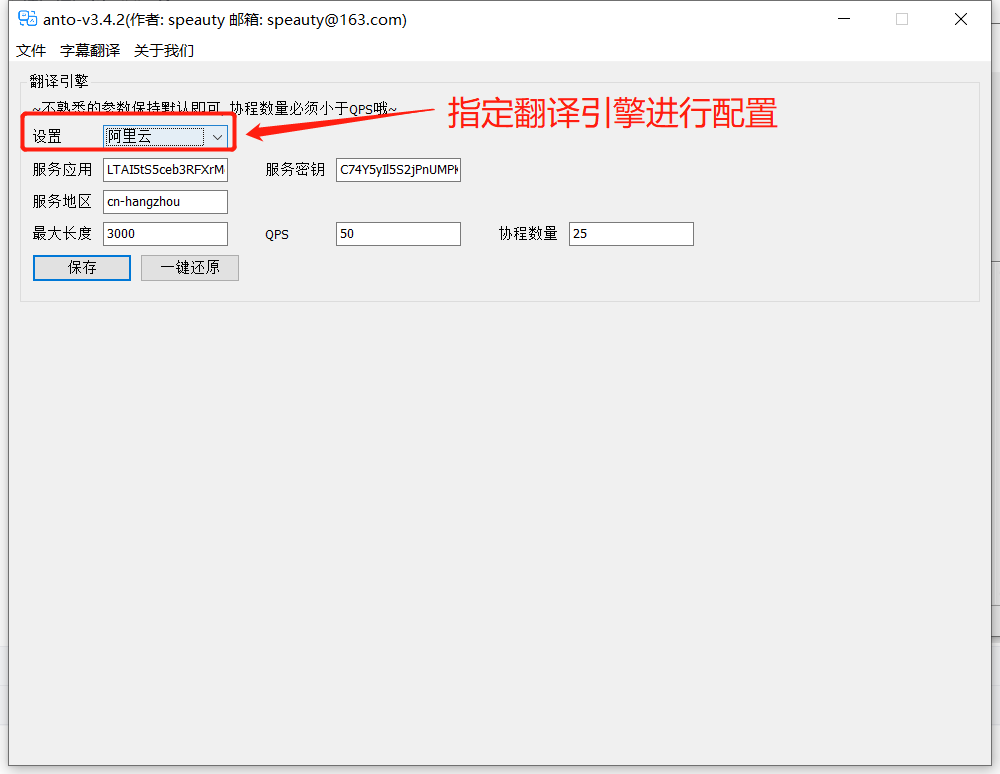 anto-v3.4.2(作者: speauty 邮箱: speauty@163.com)
文件 字幕翻译 关于我们
翻译引擎
~不熟悉的参数保持默认即可, 协程数量必须小于QPS哦~
指定翻译引擎进行配置
设置 阿里云
服务应用 LTAI5tS5ceb3RFXrM 服务密钥 C74Y5yIl5S2jPnUMPK
服务地区 cn-hangzhou
最大长度 3000 QPS 50 协程数量 25
保存 一键还原